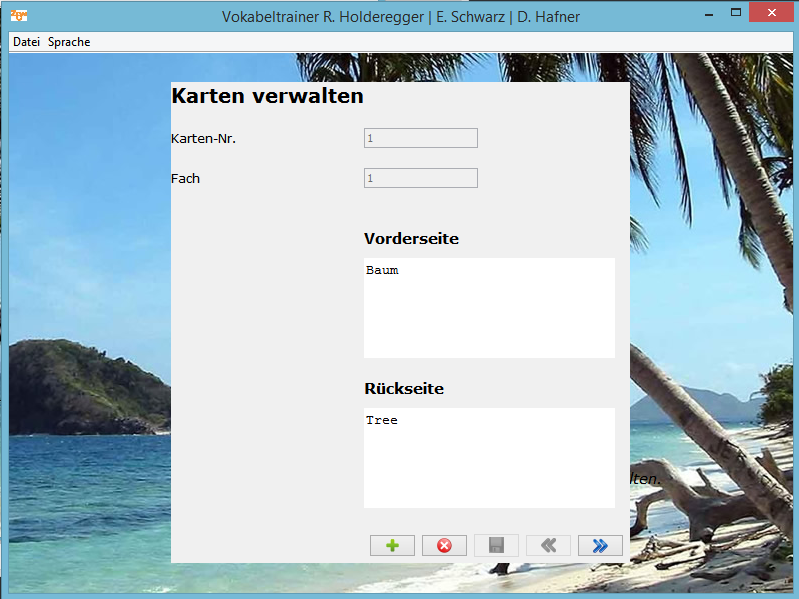 Vokabeltrainer R. Holderegger | E. Schwarz | D. Hafner
Datei Sprache
Karten verwalten
Karten-Nr. 1
Fach 1
Vorderseite
Baum
Rückseite
Tree
lten.